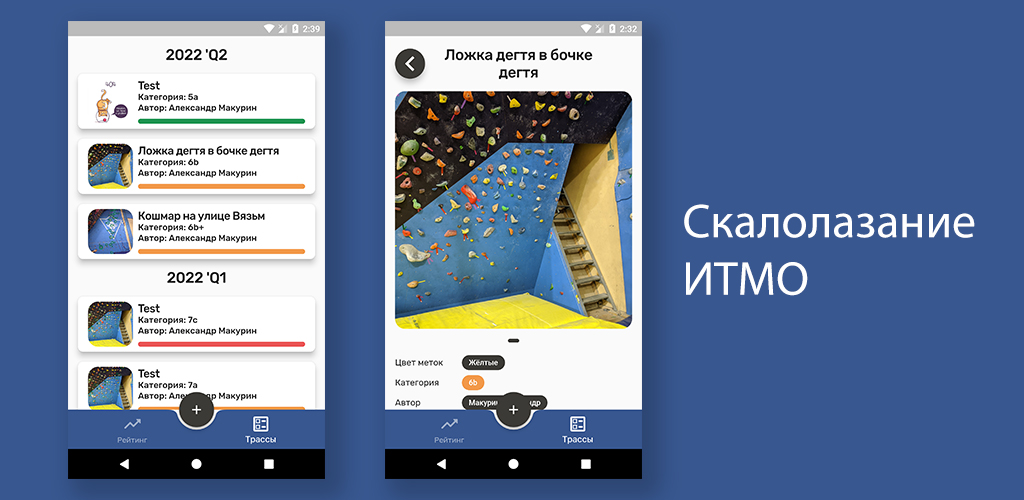 2:39
2022 'Q2
Test
Категория: 5a
Автор: Александр Макурин
Ложка дегтя в бочке дегтя
Категория: 6b
Автор: Александр Макурин
Кошмар на улице Вязьм
Категория: 6b+
Автор: Александр Макурин
2022 'Q1
Test
Категория: 7c
Автор: Александр Макурин
Test
Категория: 7a
Автор: Александр Макурин
+
Рейтинг
Трассы
2:32
Ложка дегтя в бочке
дегтя
Цвет меток
Жёлтые
Категория
6b
Автор
+
Рейтинг
Трассы
Скалолазание
ИТМО